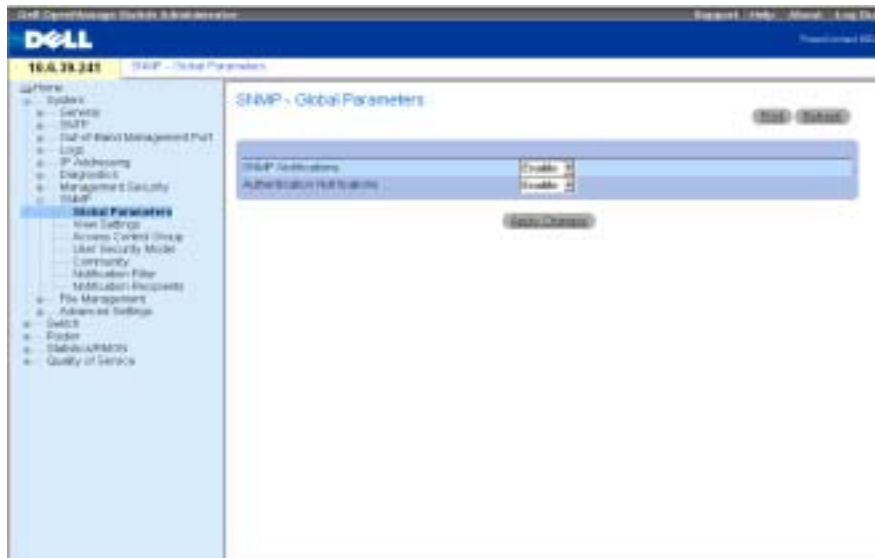 Dell OpenManage Switch Administrator
Support Help About Log Out
DELL
PowerConnect
10.6.39.241
SNMP - Global Parameters
Home
System
General
SNTP
Out-of-Band Management Port
Logs
IP Addressing
Diagnostics
Management Security
SNMP
Global Parameters
View Settings
Access Control Group
User Security Model
Community
Notification Filter
Notification Recipients
File Management
Advanced Settings
Switch
Router
Statistics/RMON
Quality of Service
SNMP - Global Parameters
Print Refresh
SNMP Notifications Enable
Authentication Notifications Enable
Apply Changes